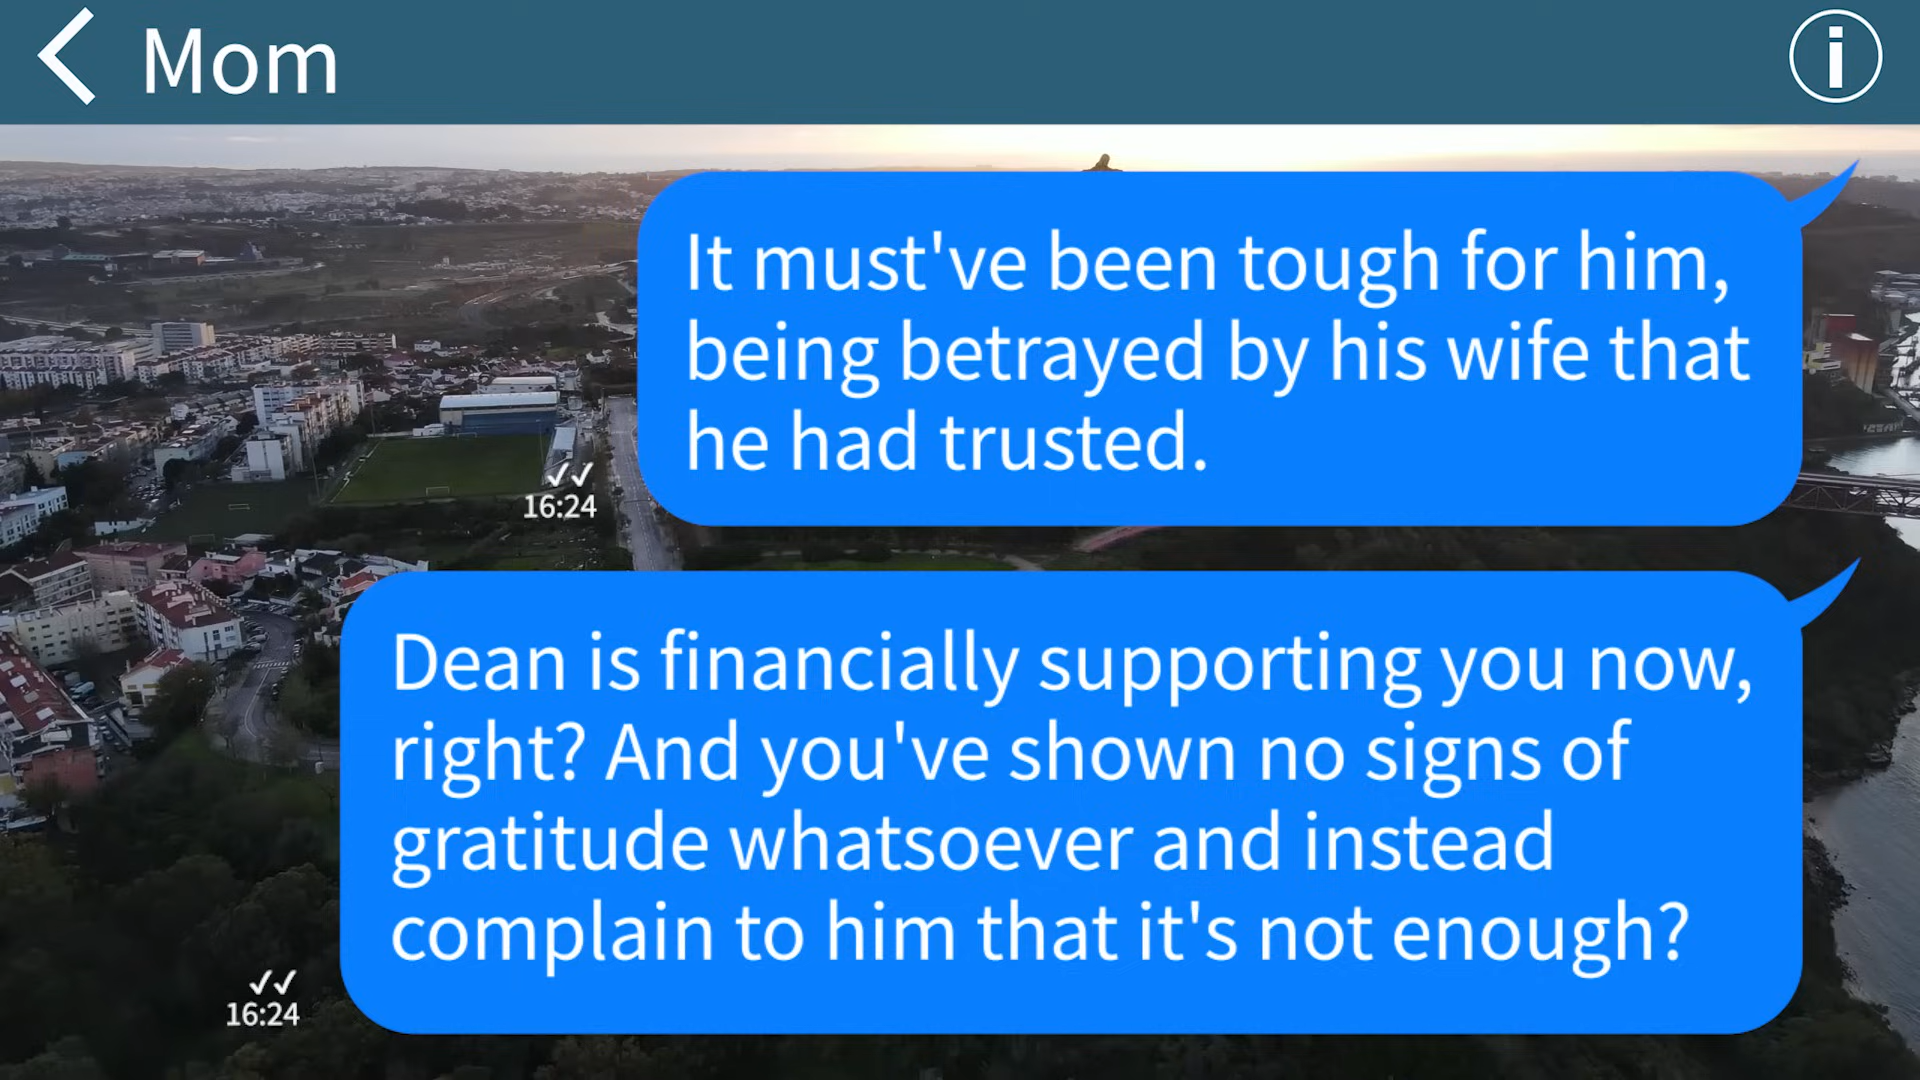 Mom
It must've been tough for him,
being betrayed by his wife that
he had trusted.
16:24
Dean is financially supporting you now,
right? And you've shown no signs of
gratitude whatsoever and instead
complain to him that it's not enough?
16:24